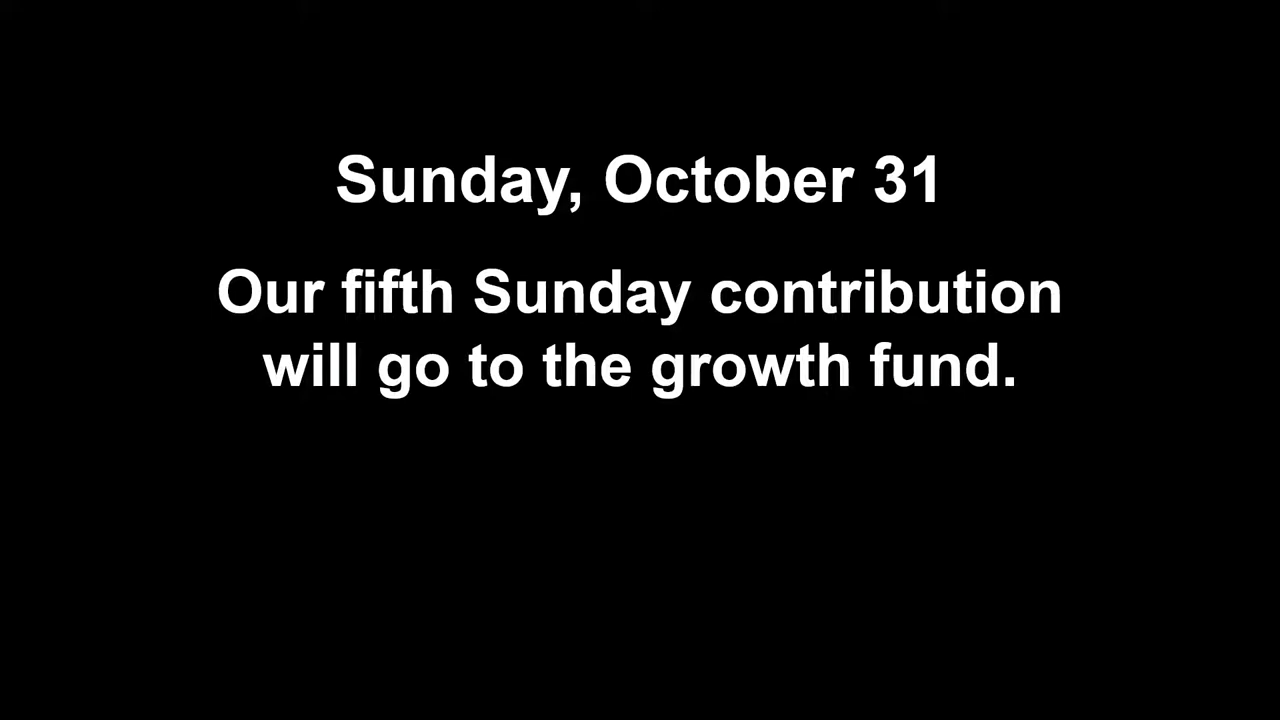 Sunday, October 31
Our fifth Sunday contribution
will go to the growth fund.